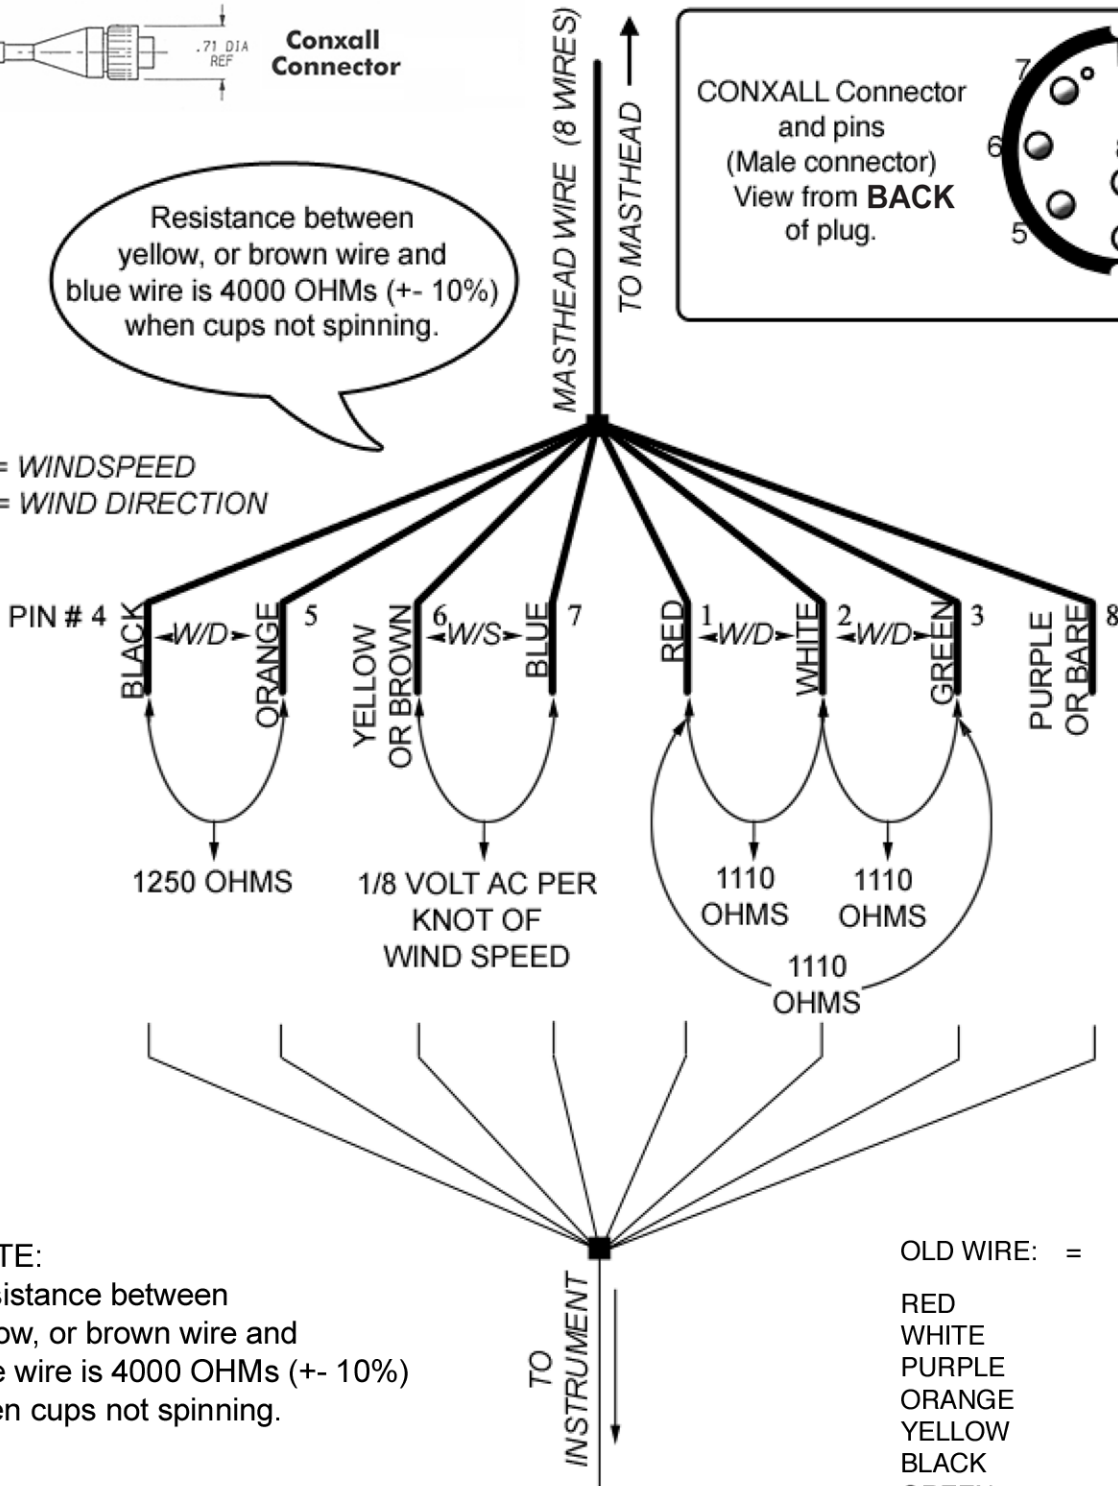 .71 DIA
REF
Conxall
Connector
MASTHEAD WIRE (8 WIRES)
TO MASTHEAD
CONXALL Connector
and pins
(Male connector)
View from BACK
of plug.
7
6
5
Resistance between
yellow, or brown wire and
blue wire is 4000 OHMs (+- 10%)
when cups not spinning.
= WINDSPEED
= WIND DIRECTION
PIN # 4
BLACK
W/D
ORANGE
5
YELLOW
OR BROWN
6
W/S
BLUE
7
RED
1
W/D
WHITE
2
W/D
GREEN
3
PURPLE
OR BARE
8
1250 OHMS
1/8 VOLT AC PER
KNOT OF
WIND SPEED
1110
OHMS
1110
OHMS
1110
OHMS
TE:
sistance between
ow, or brown wire and
e wire is 4000 OHMs (+- 10%)
en cups not spinning.
TO
INSTRUMENT
OLD WIRE: =
RED
WHITE
PURPLE
ORANGE
YELLOW
BLACK